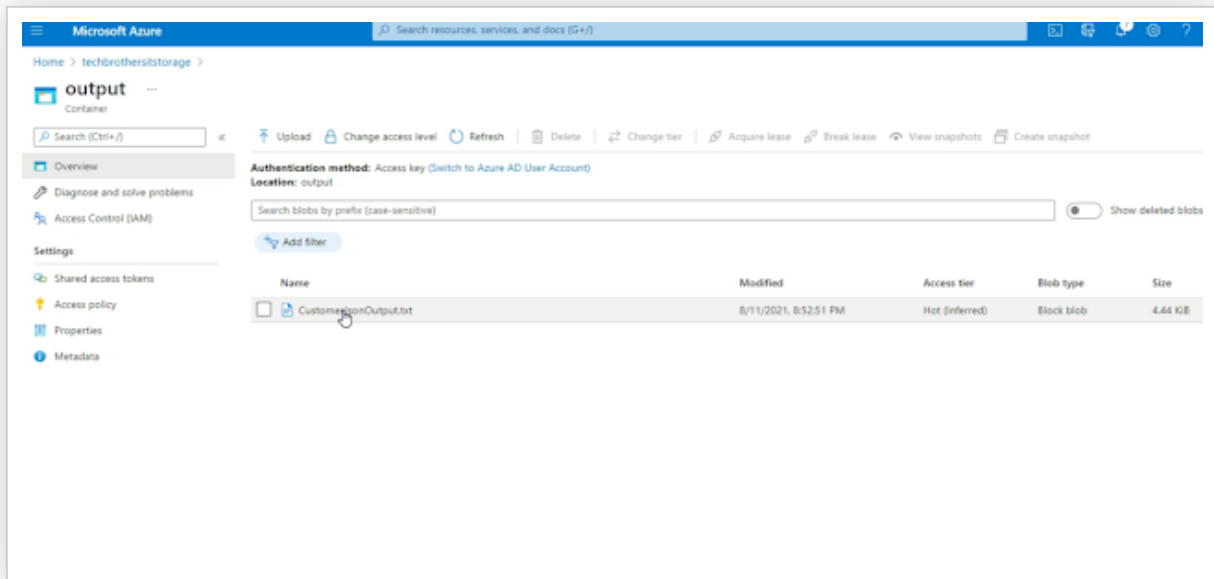 Microsoft Azure
Search resources, services, and docs (G+/)
Home > techbrothersitstorage >
output ...
Container
Search (Ctrl+/)
«
Upload Change access level Refresh Delete Change tier Acquire lease Break lease View snapshots Create snapshot
Overview
Diagnose and solve problems
Access Control (IAM)
Settings
Shared access tokens
Access policy
Properties
Metadata
Authentication method: Access key (Switch to Azure AD User Account)
Location: output
Search blobs by prefix (case-sensitive)
Show deleted blobs
Add filter
Name Modified Access tier Blob type Size
CustomerJsonOutput.txt 8/11/2021, 8:52:51 PM Hot (Inferred) Block blob 4.44 KiB